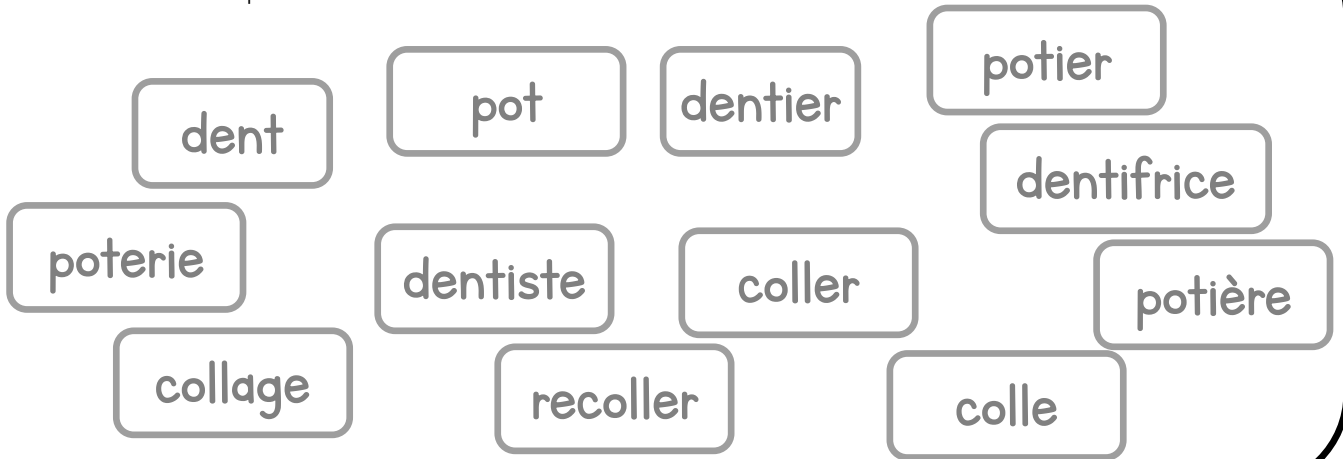 potier
pot
dentier
dent
dentifrice
poterie
dentiste
coller
potière
collage
recoller
colle